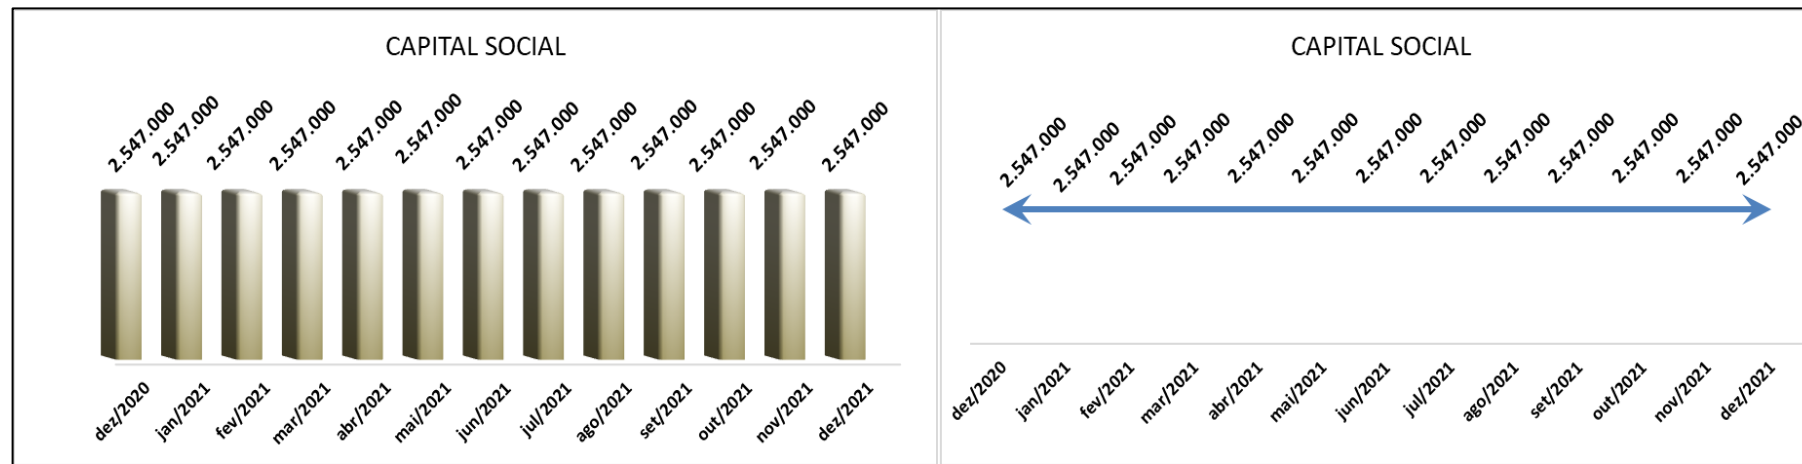 CAPITAL SOCIAL
2.547.000
2.547.000
2.547.000
2.547.000
2.547.000
2.547.000
2.547.000
2.547.000
2.547.000
2.547.000
2.547.000
2.547.000
2.547.000
dez/2020
jan/2021
fev/2021
mar/2021
abr/2021
mai/2021
jun/2021
jul/2021
ago/2021
set/2021
out/2021
nov/2021
dez/2021
CAPITAL SOCIAL
2.547.000
2.547.000
2.547.000
2.547.000
2.547.000
2.547.000
2.547.000
2.547.000
2.547.000
2.547.000
2.547.000
2.547.000
2.547.000
dez/2020
jan/2021
fev/2021
mar/2021
abr/2021
mai/2021
jun/2021
jul/2021
ago/2021
set/2021
out/2021
nov/2021
dez/2021